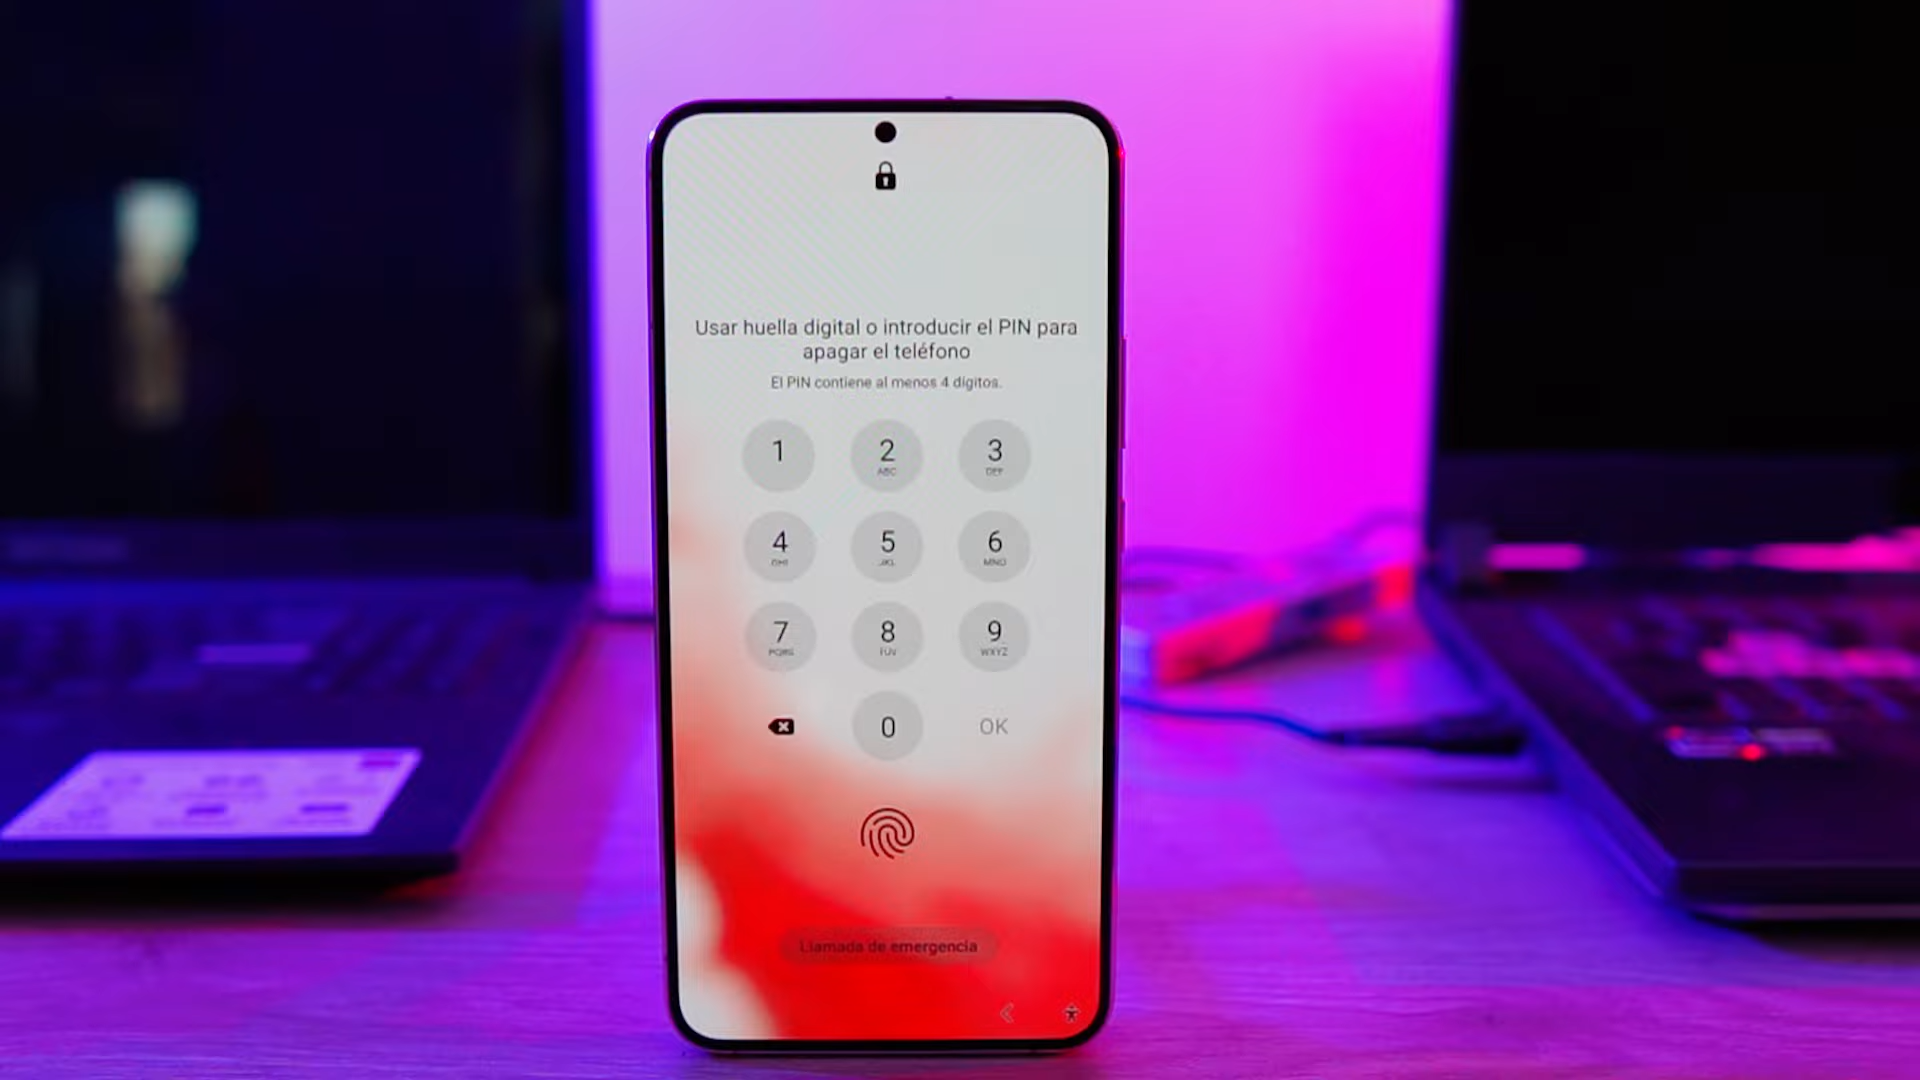 Usar huella digital o introducir el PIN para
apagar el teléfono
El PIN contiene al menos 4 dígitos.
1
2
ABC
3
DEF
4
GHI
5
JKL
6
MNO
7
PQRS
8
TUV
9
WXYZ
0
OK
Llamada de emergencia